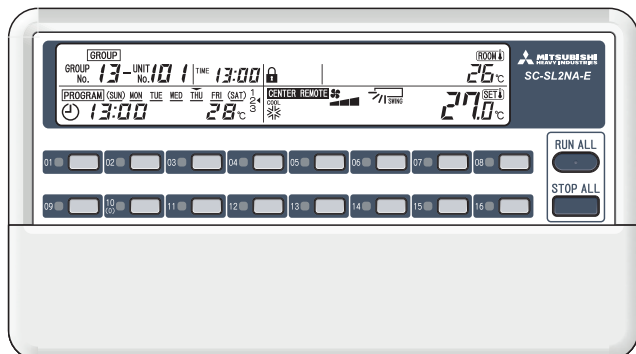 GROUP
GROUP No. 13-UNIT No. 101 TIME 13:00
ROOM
26℃
PROGRAM (SUN) MON TUE WED THU FRI (SAT) 1 2 3
13:00 28℃
CENTER REMOTE
COOL
SWING
SET
27.0℃
MITSUBISHI
HEAVY INDUSTRIES
SC-SL2NA-E
01 02 03 04 05 06 07 08
09 10 (0) 11 12 13 14 15 16
RUN ALL
STOP ALL